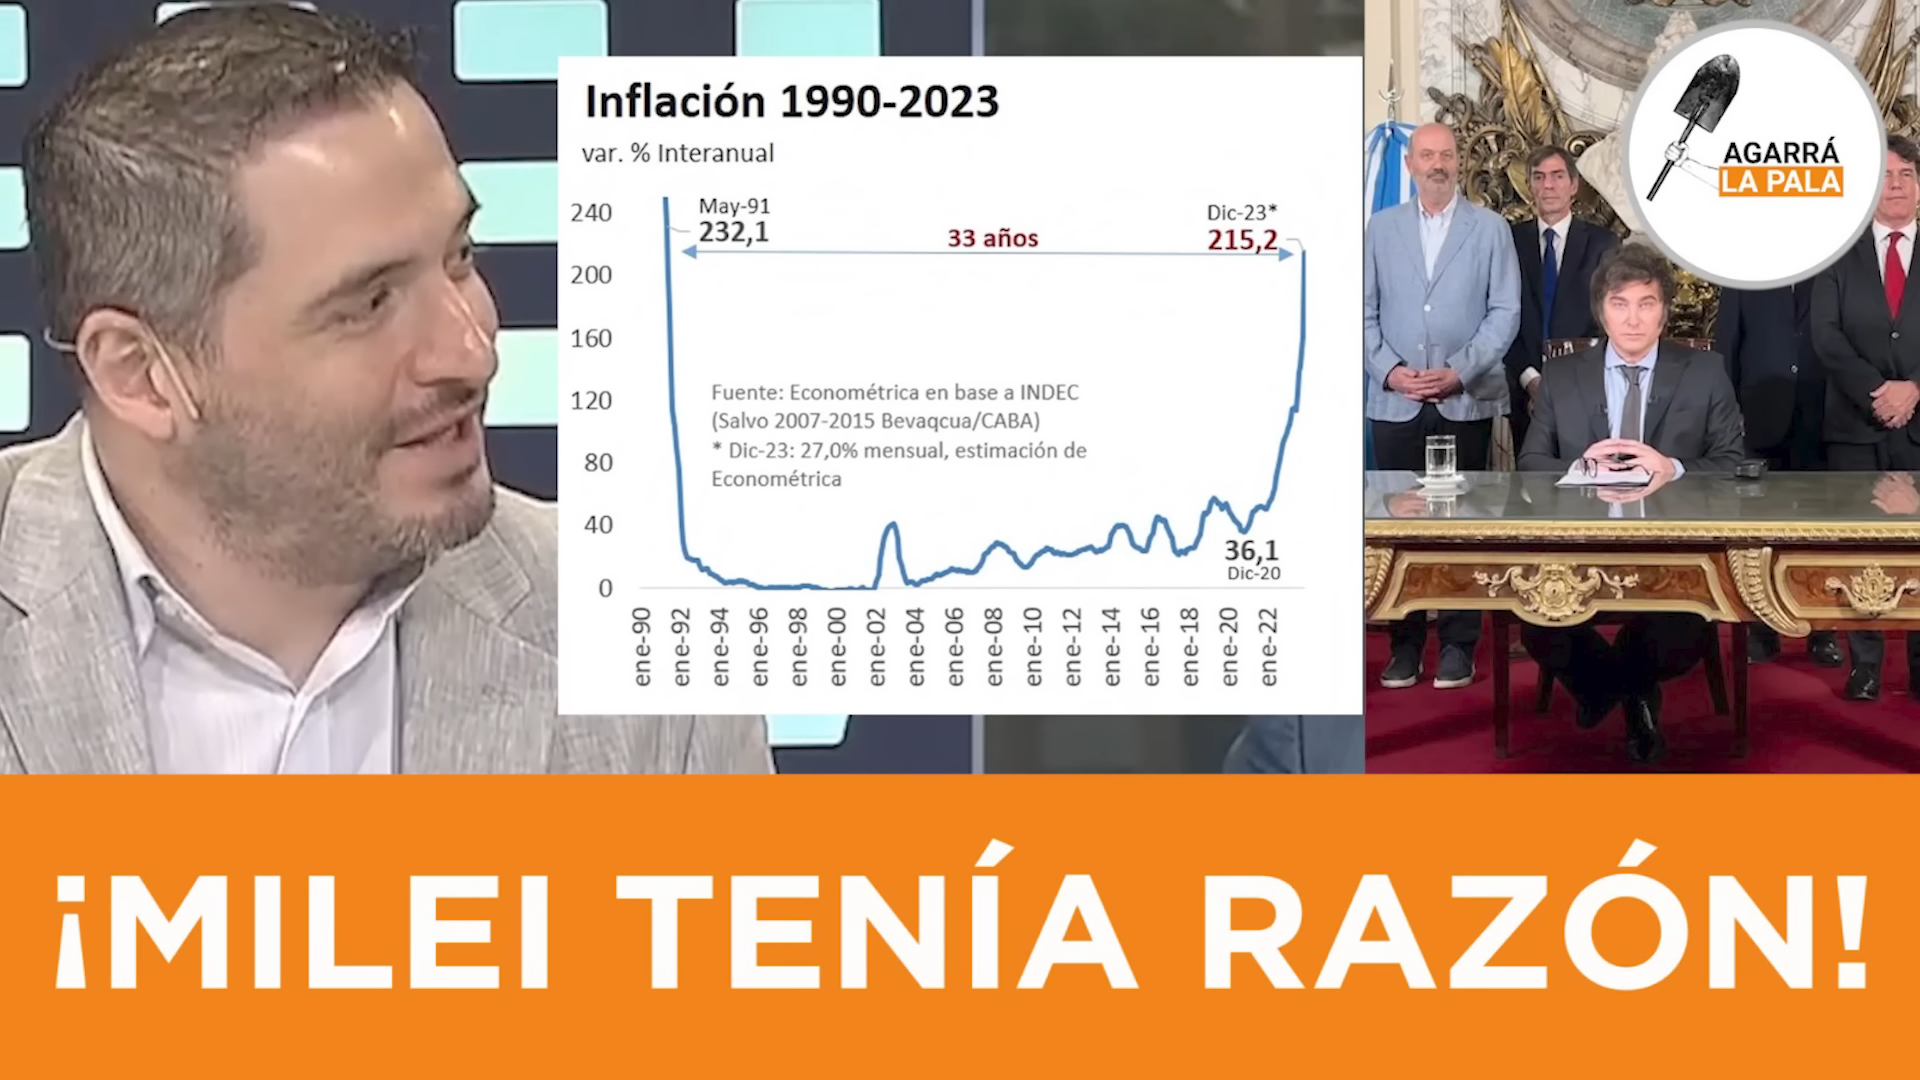 Inflación 1990-2023
var. % Interanual
240
200
160
120
80
40
0
May-91
232,1
33 años
Dic-23*
215,2
Fuente: Econométrica en base a INDEC
(Salvo 2007-2015 Bevaqcua/CABA)
* Dic-23: 27,0% mensual, estimación de
Econométrica
36,1
Dic-20
ene-90
ene-92
ene-94
ene-96
ene-98
ene-00
ene-02
ene-04
ene-06
ene-08
ene-10
ene-12
ene-14
ene-16
ene-18
ene-20
ene-22
AGARRÁ
LA PALA
¡MILEI TENÍA RAZÓN!